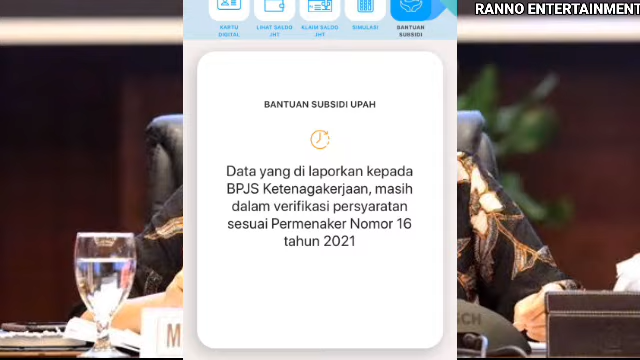 RANNO ENTERTAINMENT
KARTU DIGITAL
LIHAT SALDO JHT
KLAIM SALDO JHT
SIMULASI
BANTUAN SUBSIDI
BANTUAN SUBSIDI UPAH
Data yang di laporkan kepada
BPJS Ketenagakerjaan, masih
dalam verifikasi persyaratan
sesuai Permenaker Nomor 16
tahun 2021
M
TECH